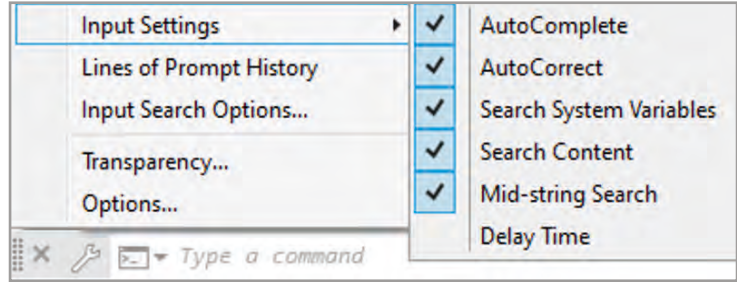 Input Settings
Lines of Prompt History
Input Search Options...
Transparency...
Options...
AutoComplete
AutoCorrect
Search System Variables
Search Content
Mid-string Search
Delay Time
Type a command